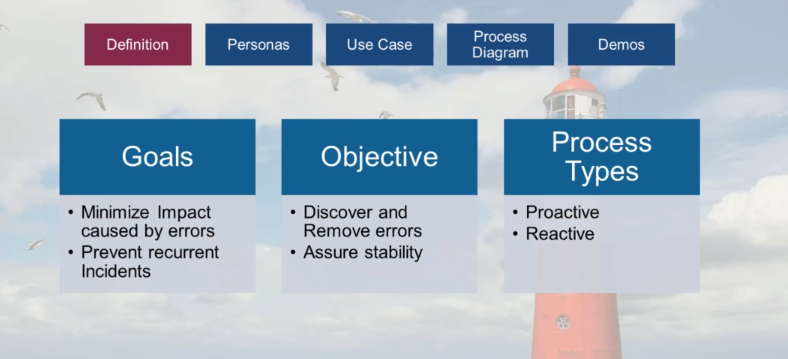 Definition
Personas
Use Case
Process
Diagram
Demos
Goals
• Minimize Impact
caused by errors
• Prevent recurrent
Incidents
Objective
• Discover and
Remove errors
• Assure stability
Process
Types
• Proactive
• Reactive